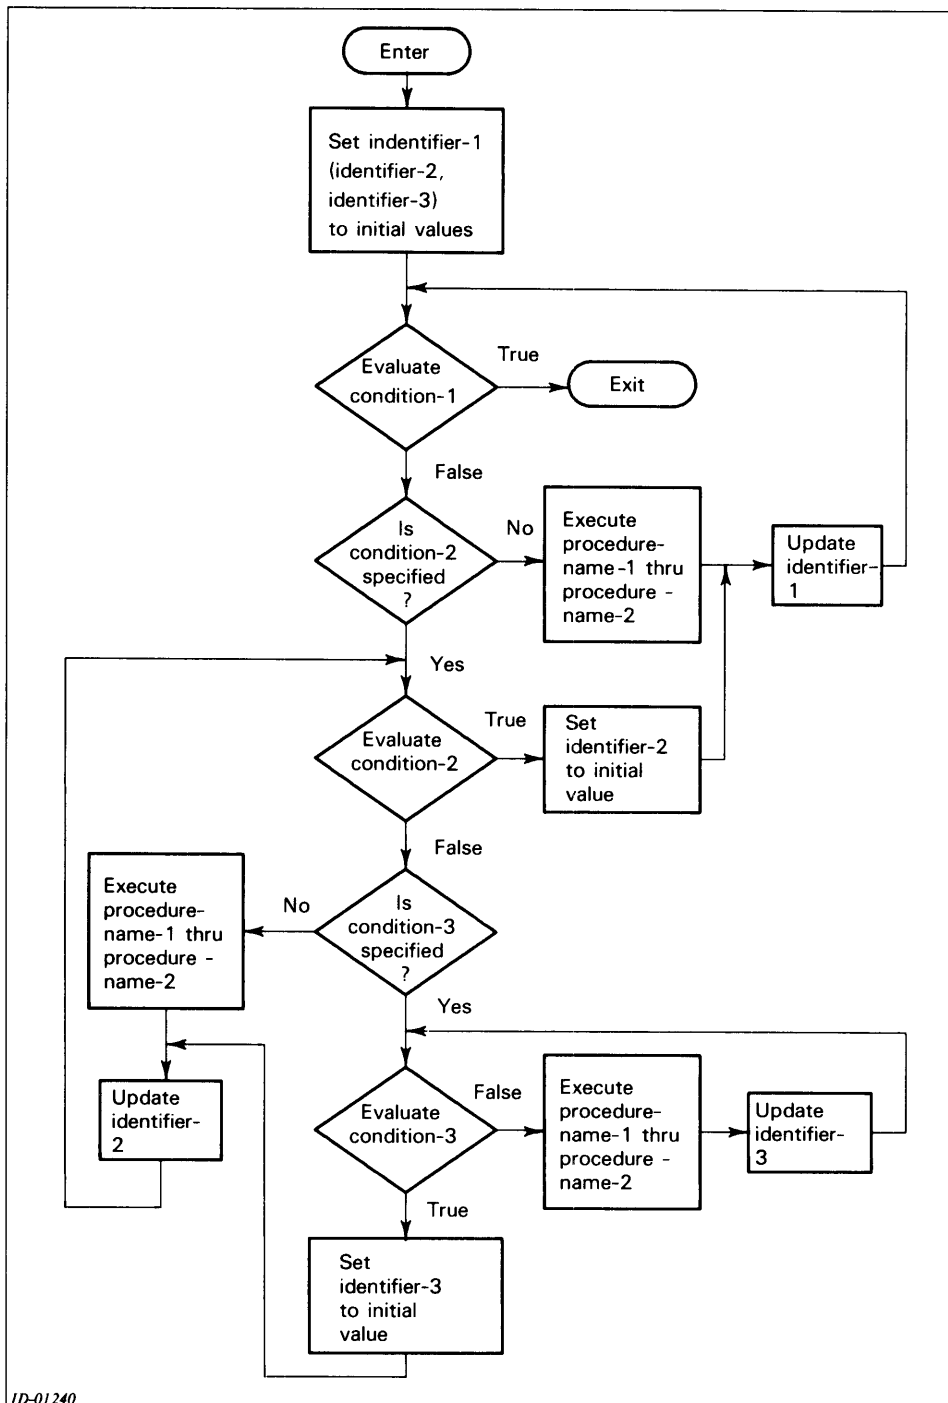 Enter
Set indentifier-1
(identifier-2,
identifier-3)
to initial values
Evaluate
condition-1
True
Exit
False
Is
condition-2
specified
?
No
Execute
procedure-
name-1 thru
procedure -
name-2
Update
identifier-
1
Yes
Evaluate
condition-2
True
Set
identifier-2
to initial
value
False
Is
condition-3
specified
?
No
Execute
procedure-
name-1 thru
procedure -
name-2
Yes
Update
identifier-
2
Evaluate
condition-3
False
Execute
procedure-
name-1 thru
procedure -
name-2
Update
identifier-
3
True
Set
identifier-3
to initial
value
ID-01240